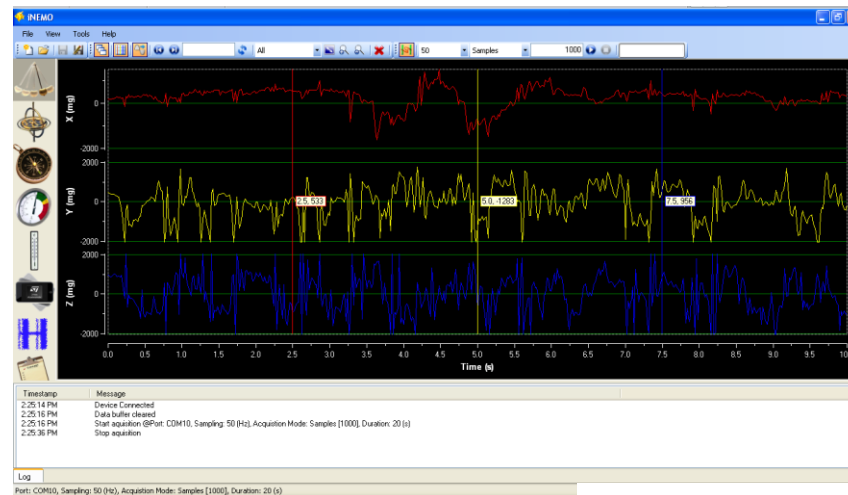 iNEMO
File View Tools Help
All 50 Samples 1000
X (mg)
0
-2000
2000
Y (mg)
0
-2000
2000
Z (mg)
0
-2000
2.5, 533
5.0, -1283
7.5, 956
0.0 0.5 1.0 1.5 2.0 2.5 3.0 3.5 4.0 4.5 5.0 5.5 6.0 6.5 7.0 7.5 8.0 8.5 9.0 9.5 10.
Time (s)
Timestamp Message
2:25:14 PM Device Connected
2:25:16 PM Data buffer cleared
2:25:16 PM Start aquisition @Port: COM10, Sampling: 50 (Hz), Acquistion Mode: Samples [1000], Duration: 20 (s)
2:25:36 PM Stop aquisition
Log
Port: COM10, Sampling: 50 (Hz), Acquistion Mode: Samples [1000], Duration: 20 (s)